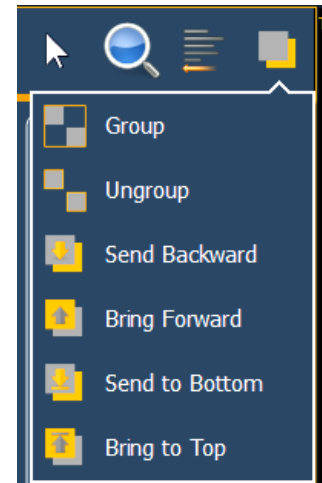 Group
Ungroup
Send Backward
Bring Forward
Send to Bottom
Bring to Top